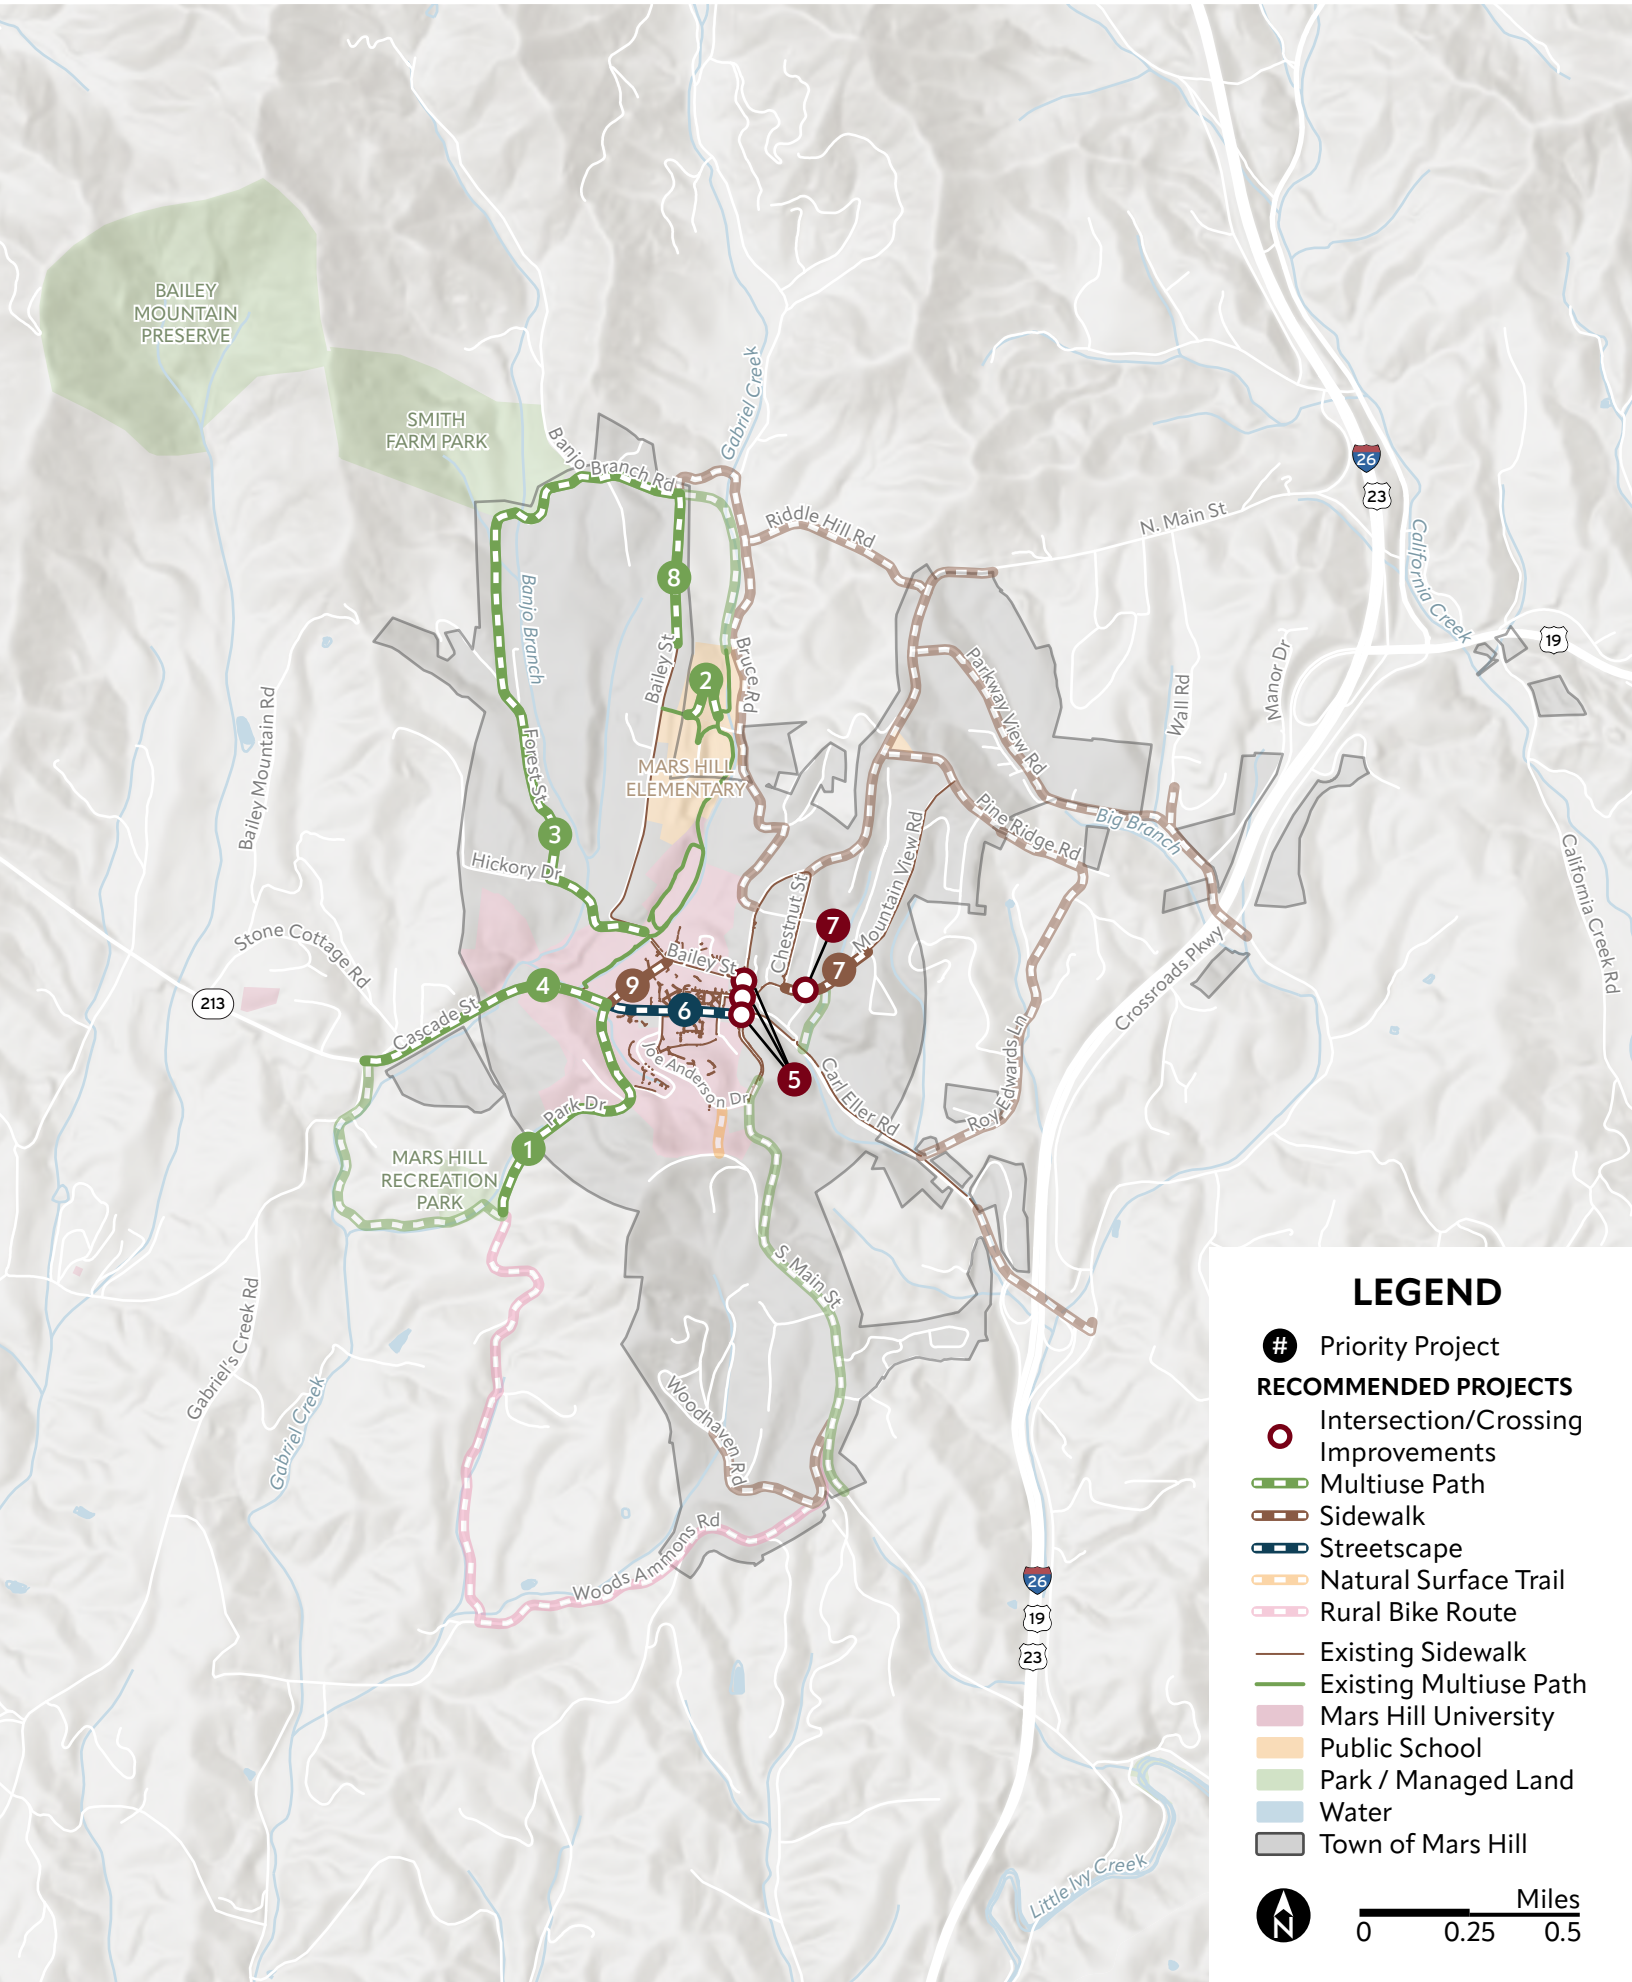 BAILEY
MOUNTAIN
PRESERVE
SMITH
FARM PARK
Gabriel Creek
Banjo Branch Rd
26
23
Riddle Hill Rd
N. Main St
California Creek
19
8
Banjo Branch
Bailey St
Bruce Rd
2
Parkway View Rd
Wall Rd
Manor Dr
Bailey Mountain Rd
Forest St
MARS HILL
ELEMENTARY
3
Hickory Dr
Pine Ridge Rd
Big Branch
Mountain View Rd
California Creek Rd
Chestnut St
7
Stone Cottage Rd
Bailey St
7
Crossroads Pkwy
213
4
9
6
Cascade St
Joe Anderson Dr
5
Carl Eller Rd
Roy Edwards Ln
Park Dr
1
MARS HILL
RECREATION
PARK
S. Main St
Gabriel's Creek Rd
Gabriel Creek
Woodhaven Rd
Woods Ammons Rd
26
19
23
Little Ivy Creek
LEGEND
# Priority Project
RECOMMENDED PROJECTS
Intersection/Crossing
Improvements
Multiuse Path
Sidewalk
Streetscape
Natural Surface Trail
Rural Bike Route
Existing Sidewalk
Existing Multiuse Path
Mars Hill University
Public School
Park / Managed Land
Water
Town of Mars Hill
N
Miles
0 0.25 0.5